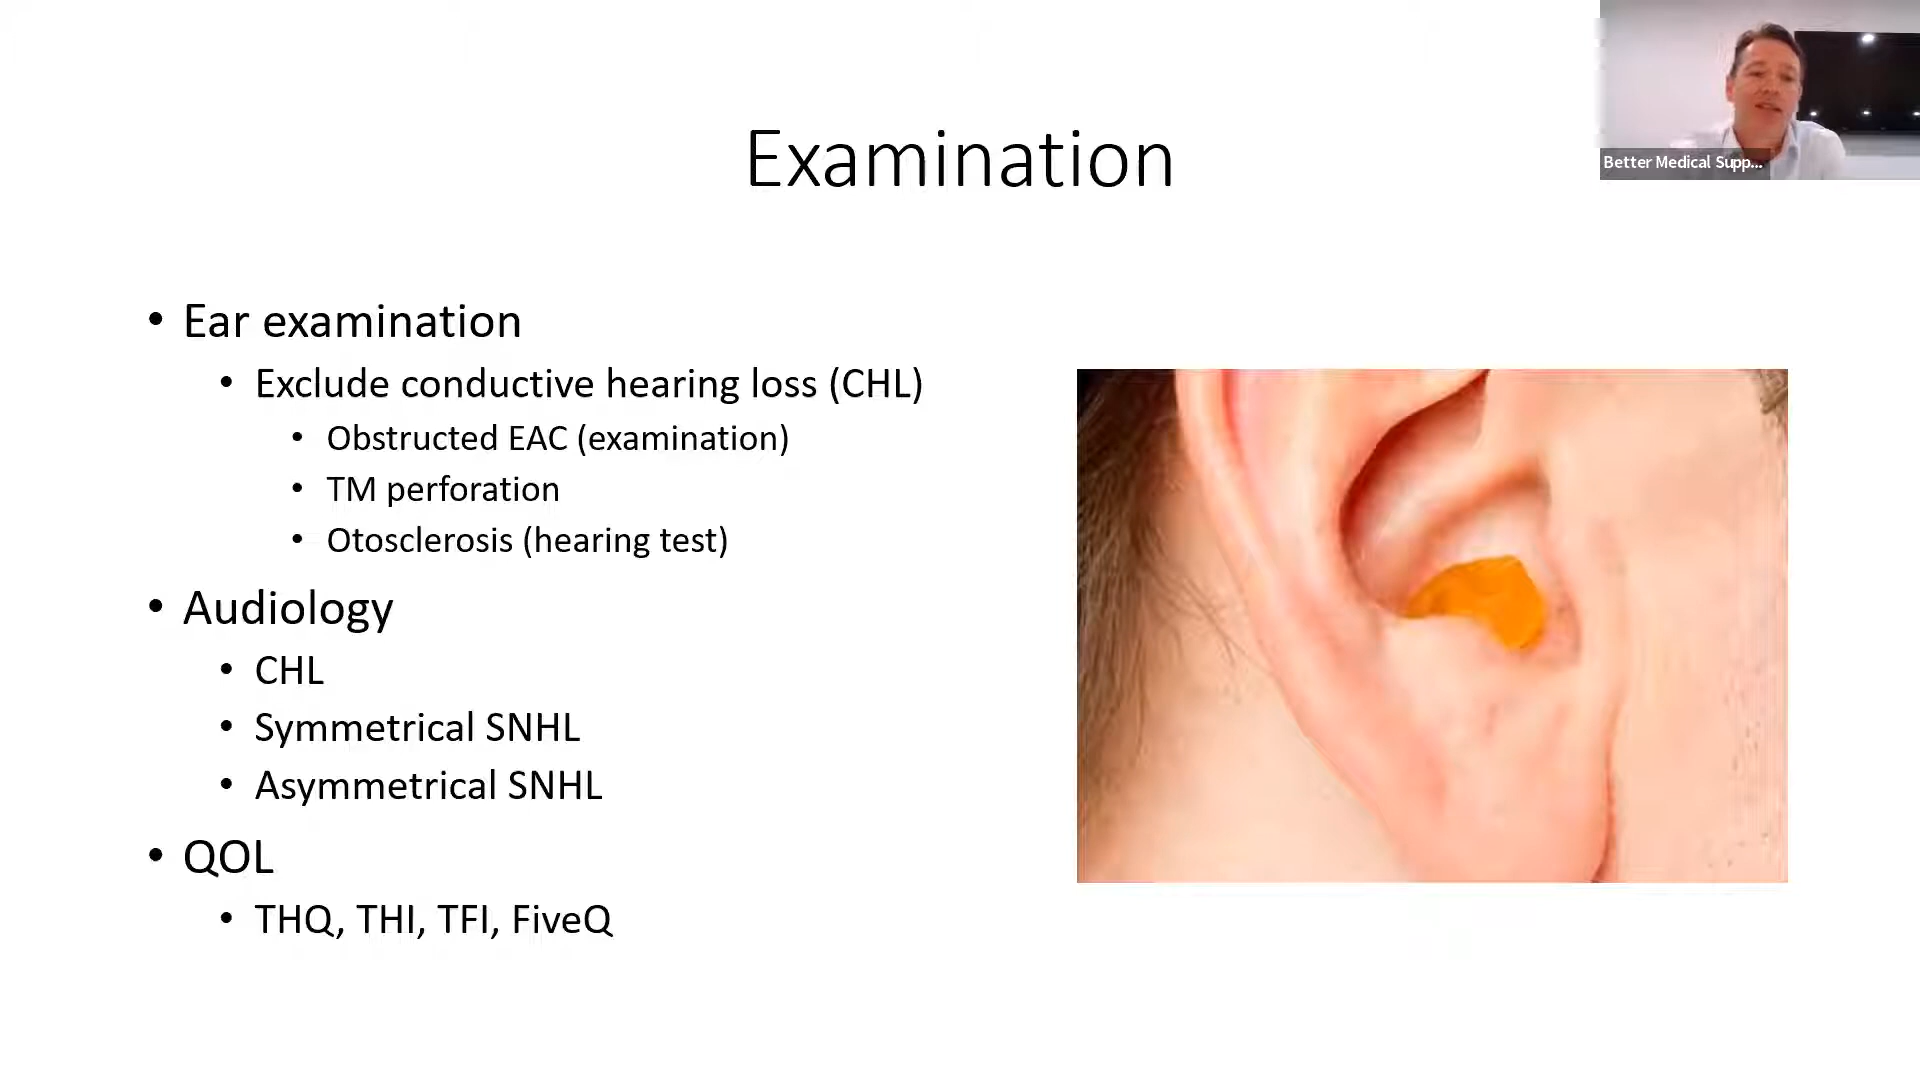 Examination
Better Medical Supp...
• Ear examination
• Exclude conductive hearing loss (CHL)
• Obstructed EAC (examination)
• TM perforation
• Otosclerosis (hearing test)
• Audiology
• CHL
• Symmetrical SNHL
• Asymmetrical SNHL
• QOL
• THQ, THI, TFI, FiveQ